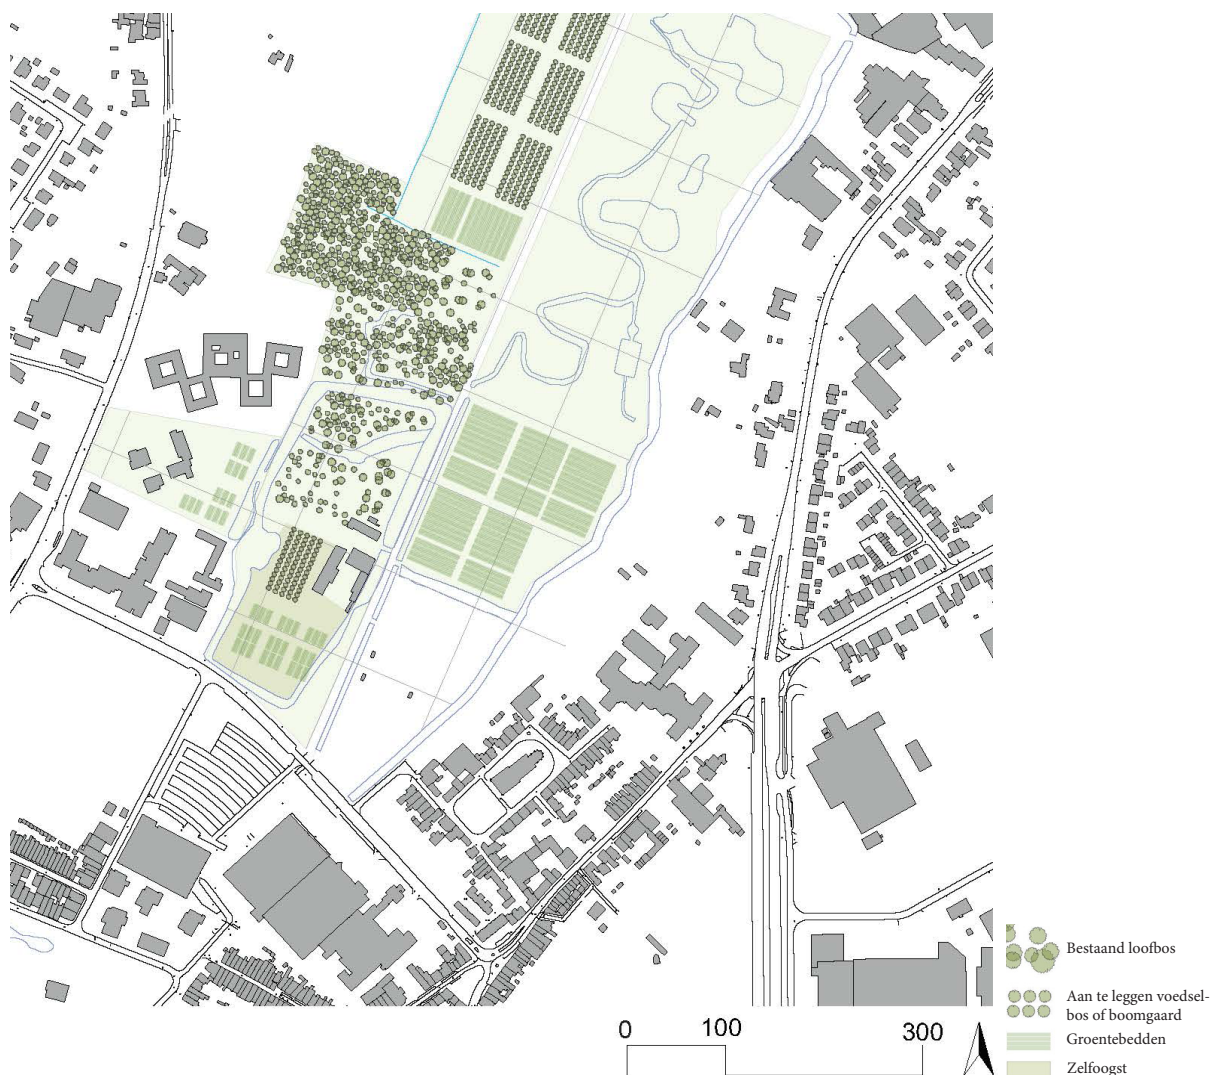 Bestaand loofbos
Aan te leggen voedsel-
bos of boomgaard
Groentebedden
Zelfoogst
0 100 300